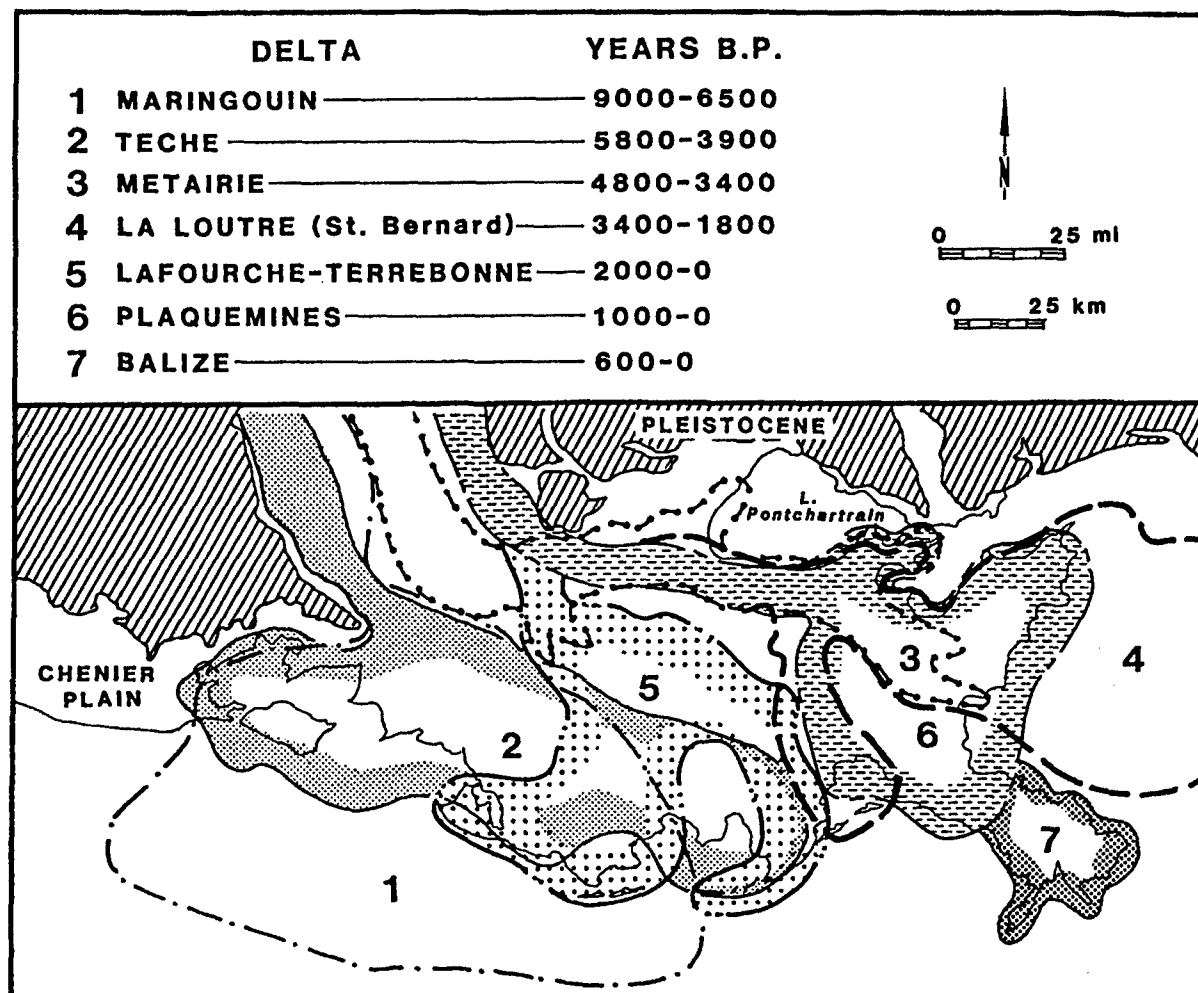 DELTA YEARS B.P.
1 MARINGOUIN 9000-6500
2 TECHE 5800-3900
3 METAIRIE 4800-3400
4 LA LOUTRE (St. Bernard) 3400-1800
5 LAFOURCHE-TERREBONNE 2000-0
6 PLAQUEMINES 1000-0
7 BALIZE 600-0
N
0 25 mi
0 25 km
PLEISTOCENE
L.
Pontchartrain
CHENIER
PLAIN
3
4
5
2
6
7
1